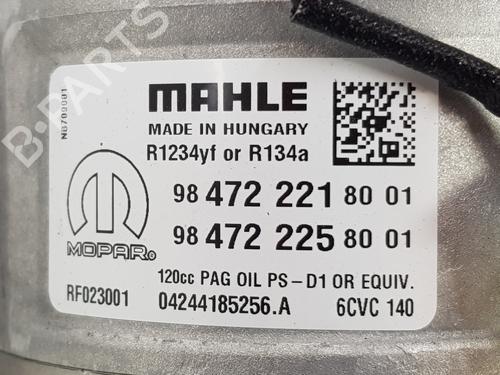 MAHLE
MADE IN HUNGARY
R1234yf or R134a
98 472 221 80 01
98 472 225 80 01
MOPAR®
120cc PAG OIL PS-D1 OR EQUIV.
RF023001 04244185256.A 6CVC 140
N8709001
B-PARTS